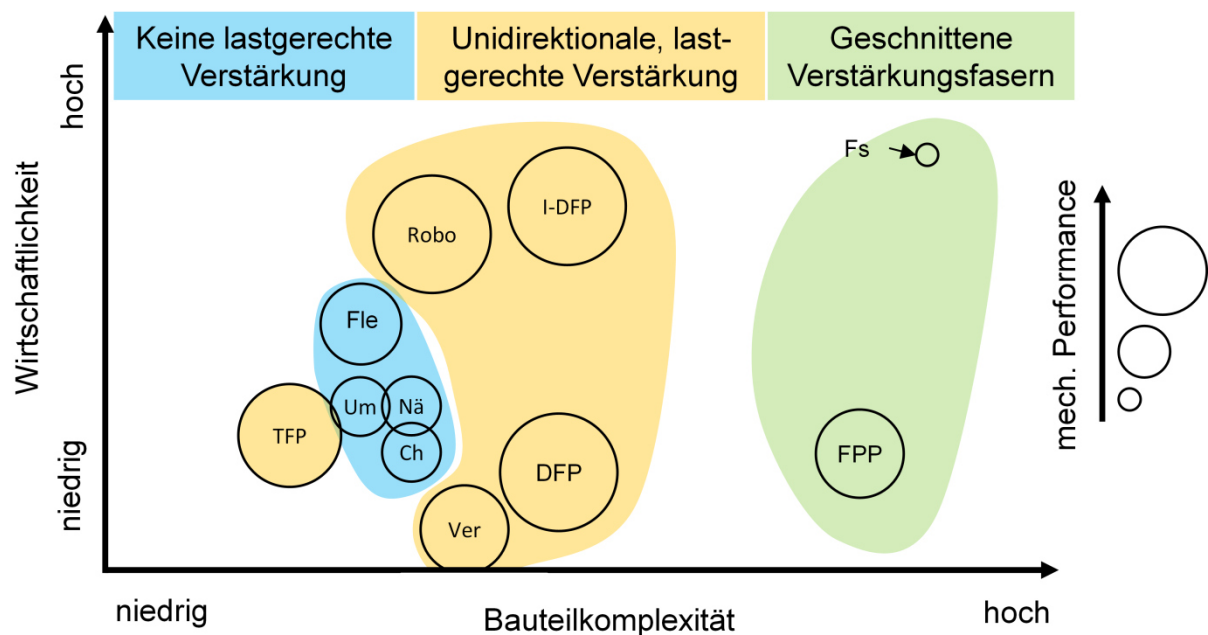 Keine lastgerechte
Verstärkung
Unidirektionale, last-
gerechte Verstärkung
Geschnittene
Verstärkungsfasern
hoch
Wirtschaftlichkeit
niedrig
Fs
I-DFP
Robo
Fle
Um
Nä
TFP
Ch
DFP
FPP
Ver
mech. Performance
niedrig
Bauteilkomplexität
hoch